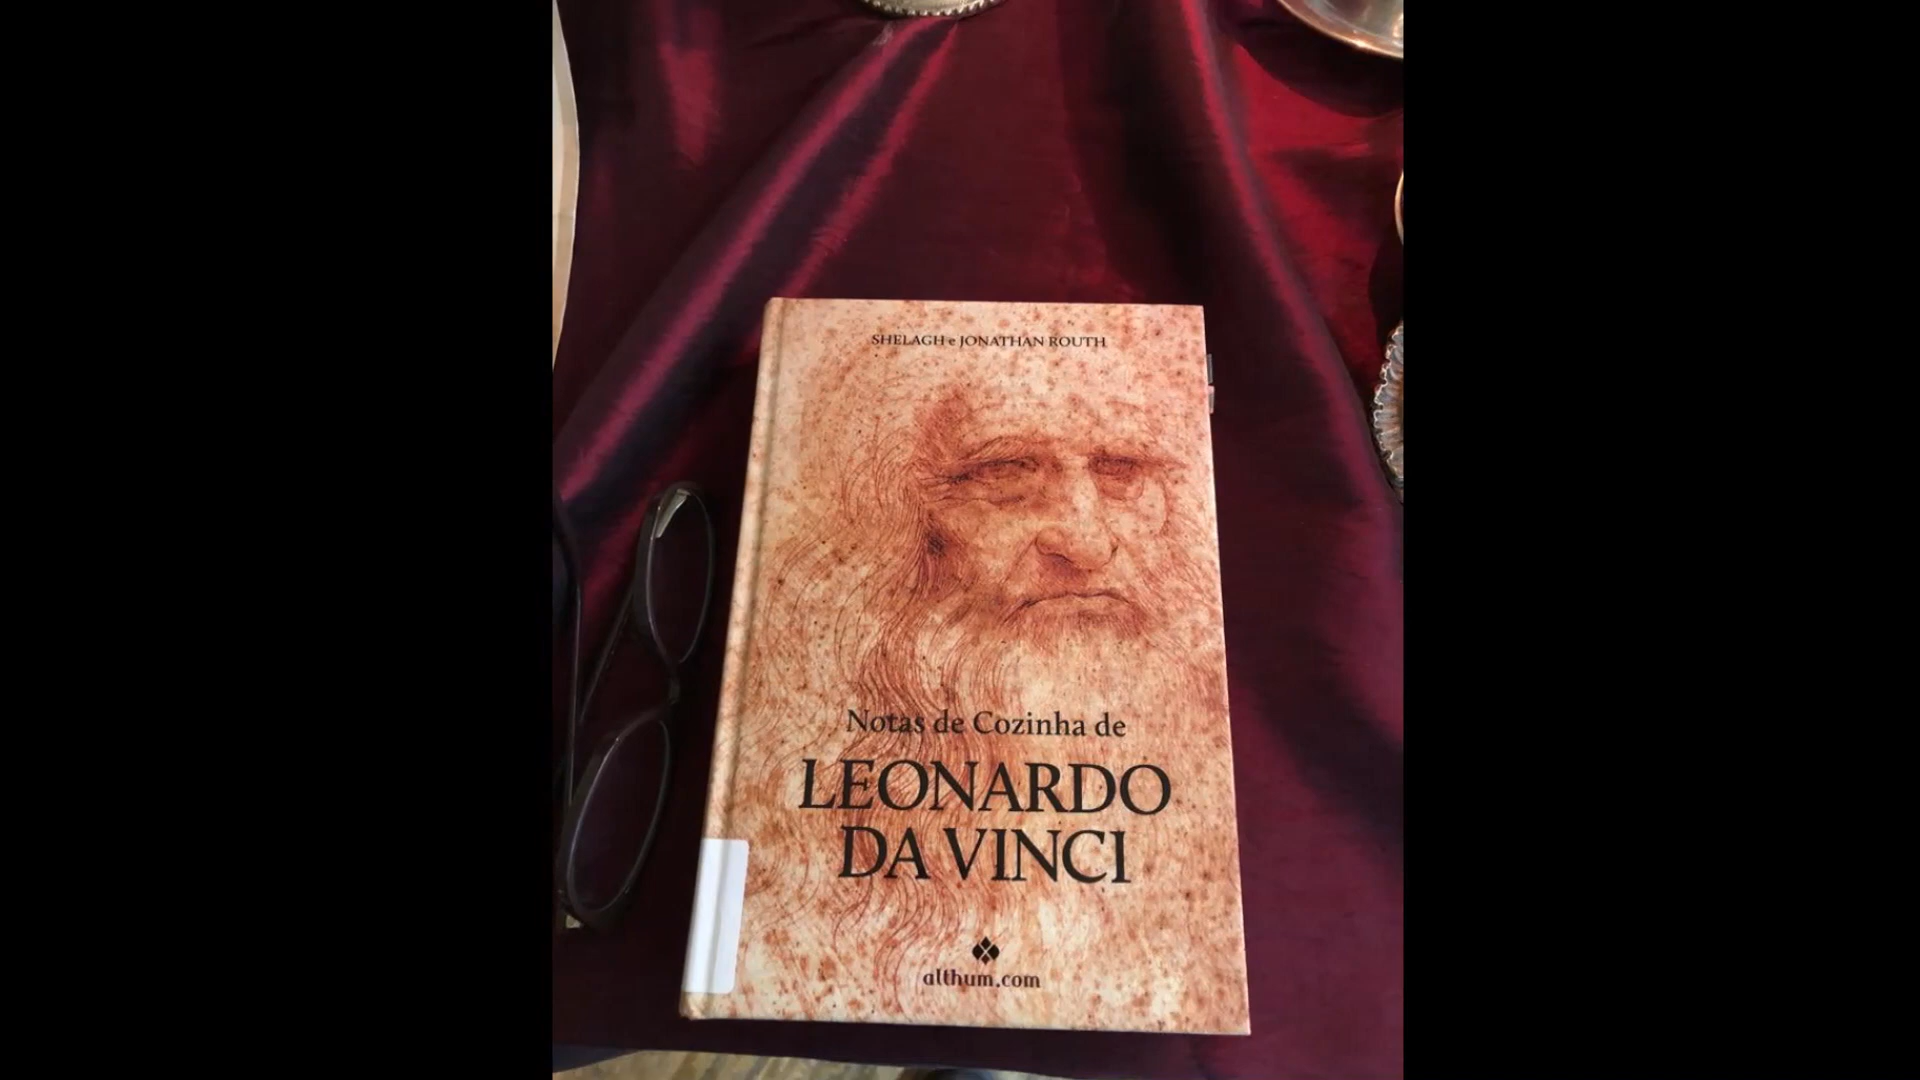 SHELAGH e JONATHAN ROUTH
Notas de Cozinha de
LEONARDO
DA VINCI
althum.com